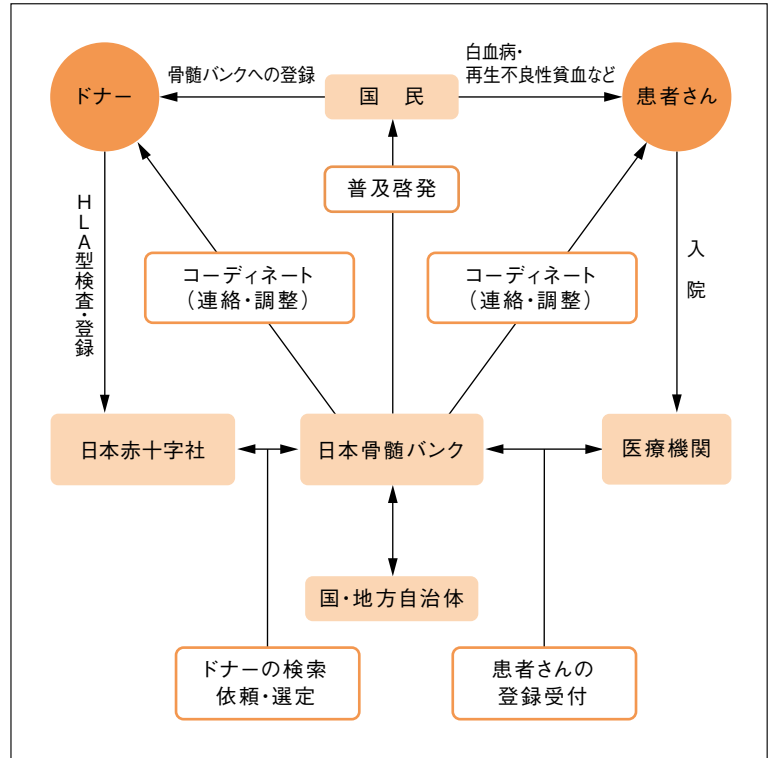 骨髄バンクへの登録
白血病・
再生不良性貧血など
ドナー
国 民
患者さん
普及啓発
HLA型検査・登録
コーディネート
(連絡・調整)
コーディネート
(連絡・調整)
入院
日本赤十字社
日本骨髄バンク
医療機関
国・地方自治体
ドナーの検索
依頼・選定
患者さんの
登録受付